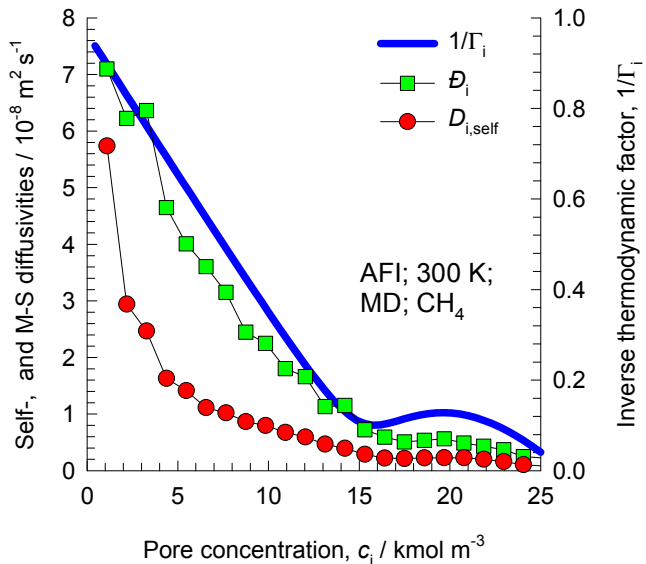 Self-, and M-S diffusivities / 10⁻⁸ m² s⁻¹
8
7
6
5
4
3
2
1
0
1/Γᵢ
Đᵢ
Dᵢ,self
AFI; 300 K;
MD; CH₄
1.0
0.8
0.6
0.4
0.2
0.0
Inverse thermodynamic factor, 1/Γᵢ
0 5 10 15 20 25
Pore concentration, cᵢ / kmol m⁻³